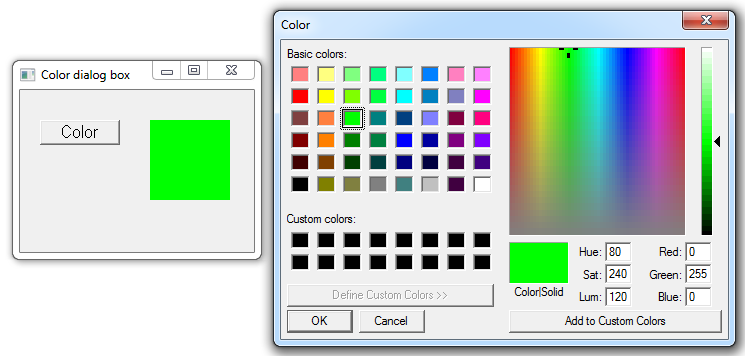 Color dialog box
Color
Color
Basic colors:
Custom colors:
Define Custom Colors >>
OK Cancel
Color|Solid
Hue: 80 Red: 0
Sat: 240 Green: 255
Lum: 120 Blue: 0
Add to Custom Colors